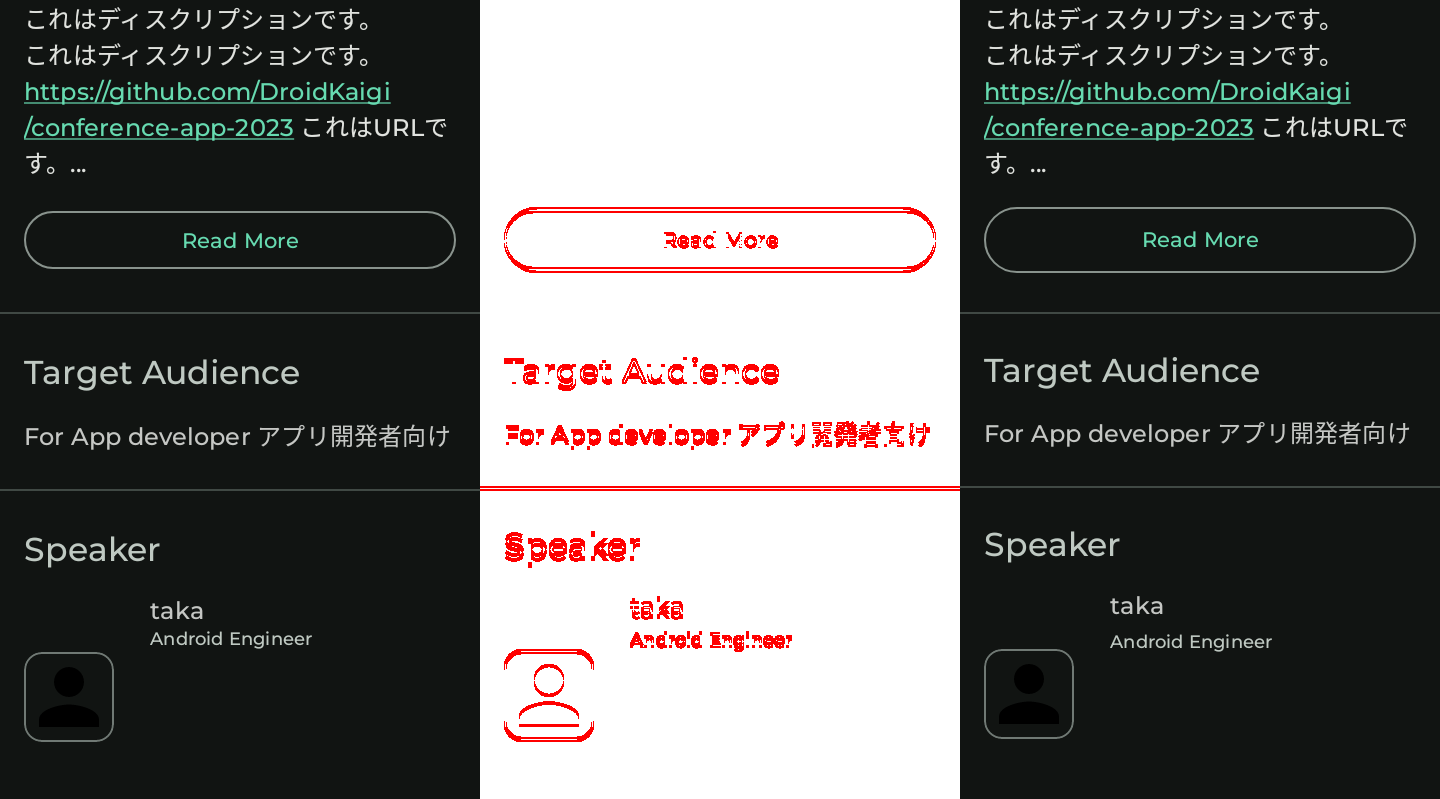 これはディスクリプションです。
これはディスクリプションです。
https://github.com/DroidKaigi
/conference-app-2023 これはURLで
す。...
Read More
Target Audience
For App developer アプリ開発者向け
Speaker
taka
Android Engineer
Read More
Target Audience
For App developer アプリ開発者向け
Speaker
taka
Android Engineer
これはディスクリプションです。
これはディスクリプションです。
https://github.com/DroidKaigi
/conference-app-2023 これはURLで
す。...
Read More
Target Audience
For App developer アプリ開発者向け
Speaker
taka
Android Engineer